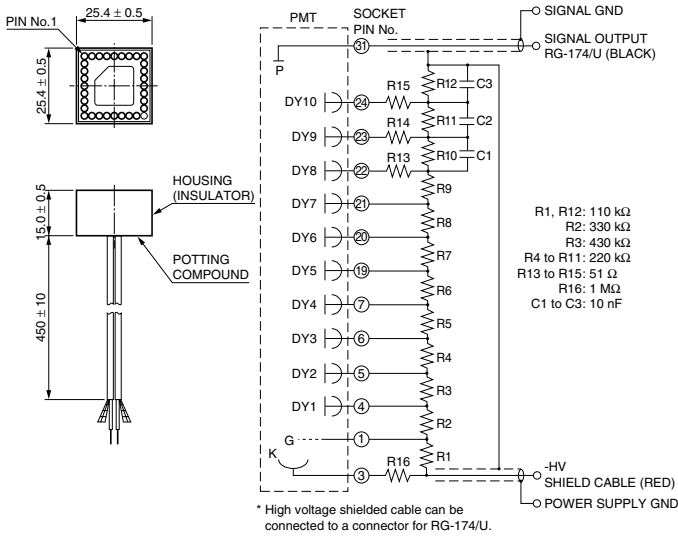 25.4 ± 0.5
PIN No.1
25.4 ± 0.5
15.0 ± 0.5
HOUSING
(INSULATOR)
POTTING
COMPOUND
450 ± 10
PMT
SOCKET
PIN No.
SIGNAL GND
SIGNAL OUTPUT
RG-174/U (BLACK)
31
P
R15
R12
C3
DY10
24
R14
R11
C2
DY9
23
R13
R10
C1
DY8
22
R9
DY7
21
R8
DY6
20
R7
DY5
19
R6
DY4
7
R5
DY3
6
R4
DY2
5
R3
DY1
4
R2
G
1
K
R1
R16
3
R1, R12: 110 kΩ
R2: 330 kΩ
R3: 430 kΩ
R4 to R11: 220 kΩ
R13 to R15: 51 Ω
R16: 1 MΩ
C1 to C3: 10 nF
-HV
SHIELD CABLE (RED)
POWER SUPPLY GND
* High voltage shielded cable can be
connected to a connector for RG-174/U.